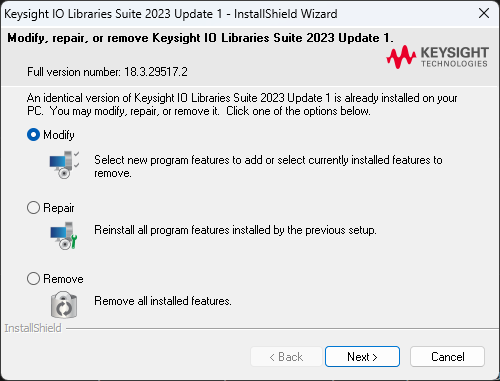 Keysight IO Libraries Suite 2023 Update 1 - InstallShield Wizard
Modify, repair, or remove Keysight IO Libraries Suite 2023 Update 1.
KEYSIGHT
TECHNOLOGIES
Full version number: 18.3.29517.2
An identical version of Keysight IO Libraries Suite 2023 Update 1 is already installed on your
PC. You may modify, repair, or remove it. Click one of the options below.
Modify
Select new program features to add or select currently installed features to
remove.
Repair
Reinstall all program features installed by the previous setup.
Remove
Remove all installed features.
InstallShield
< Back
Next >
Cancel